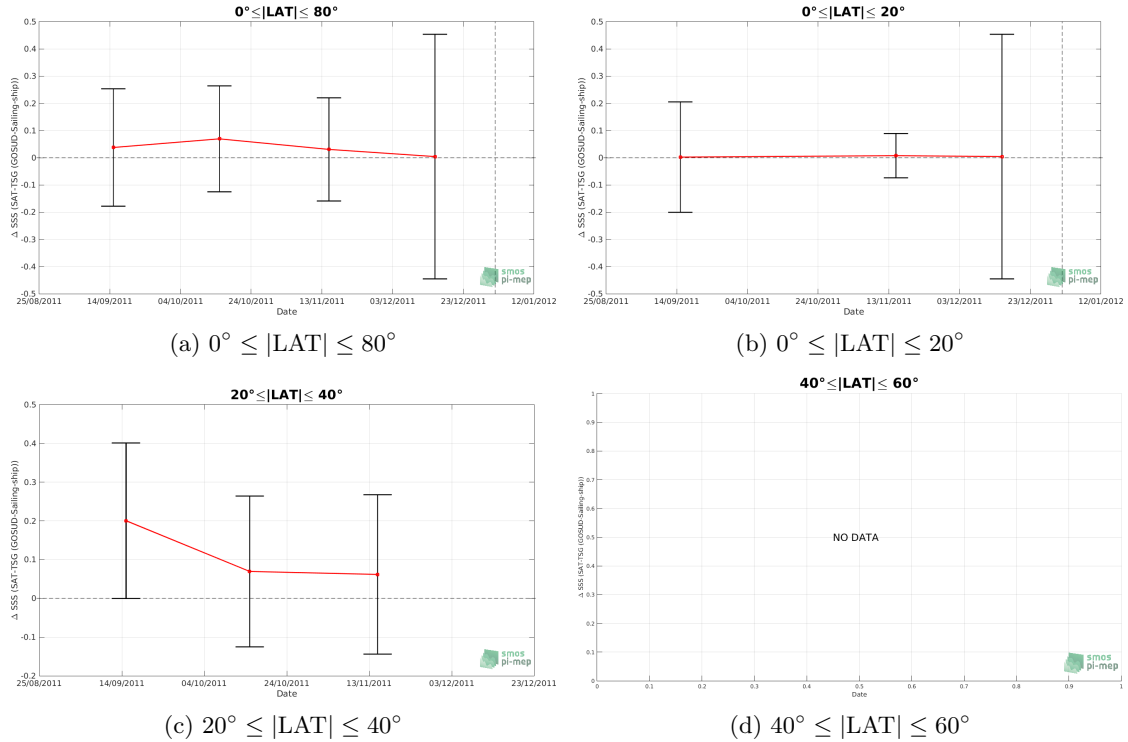 0°≤|LAT|≤ 80°
Δ SSS (SAT-TSG (GOSUD-Sailing-ship))
0.5
0.4
0.3
0.2
0.1
0
-0.1
-0.2
-0.3
-0.4
-0.5
25/08/2011 14/09/2011 04/10/2011 24/10/2011 13/11/2011 03/12/2011 23/12/2011 12/01/2012
Date
smos
pi-mep
(a) 0° ≤ |LAT| ≤ 80°
0°≤|LAT|≤ 20°
Δ SSS (SAT-TSG (GOSUD-Sailing-ship))
0.5
0.4
0.3
0.2
0.1
0
-0.1
-0.2
-0.3
-0.4
-0.5
25/08/2011 14/09/2011 04/10/2011 24/10/2011 13/11/2011 03/12/2011 23/12/2011 12/01/2012
Date
smos
pi-mep
(b) 0° ≤ |LAT| ≤ 20°
20°≤|LAT|≤ 40°
Δ SSS (SAT-TSG (GOSUD-Sailing-ship))
0.5
0.4
0.3
0.2
0.1
0
-0.1
-0.2
25/08/2011 14/09/2011 04/10/2011 24/10/2011 13/11/2011 03/12/2011 23/12/2011
Date
smos
pi-mep
(c) 20° ≤ |LAT| ≤ 40°
40°≤|LAT|≤ 60°
Δ SSS (SAT-TSG (GOSUD-Sailing-ship))
1
0.9
0.8
0.7
0.6
0.5
0.4
0.3
0.2
0.1
0
NO DATA
0 0.1 0.2 0.3 0.4 0.5 0.6 0.7 0.8 0.9 1
Date
smos
pi-mep
(d) 40° ≤ |LAT| ≤ 60°